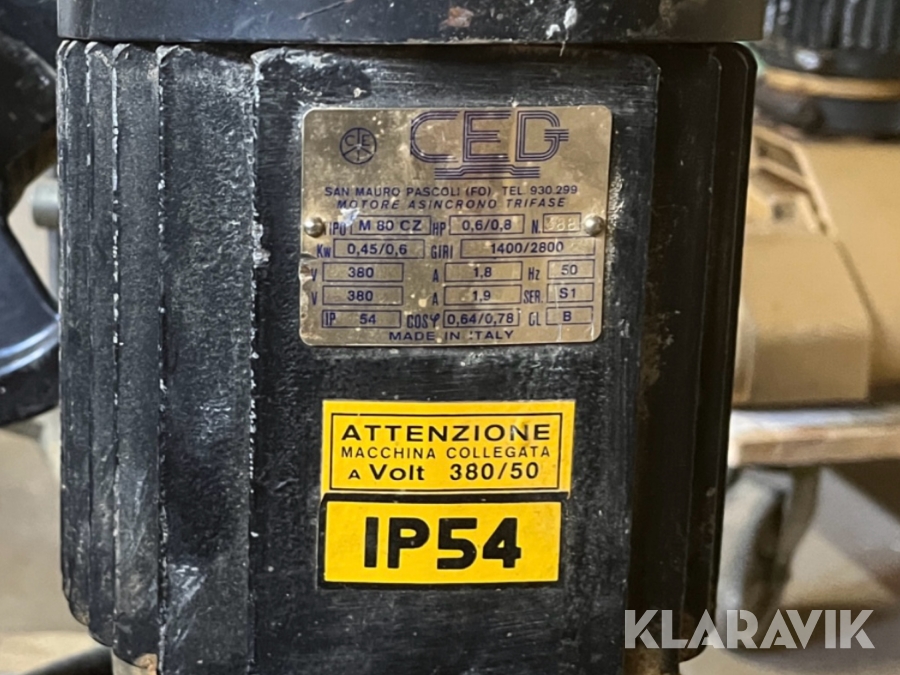 CEG
SAN MAURO PASCOLI (FO) TEL. 930.299
MOTORE ASINCRONO TRIFASE
TIPO M 80 CZ HP 0,6/0,8 N.
Kw 0,45/0,6 GIRI 1400/2800
V 380 A 1,8 Hz 50
V 380 A 1,9 SER. S1
IP 54 COSφ 0,64/0,78 CL B
MADE IN ITALY
ATTENZIONE
MACCHINA COLLEGATA
A Volt 380/50
IP54
KLARAVIK